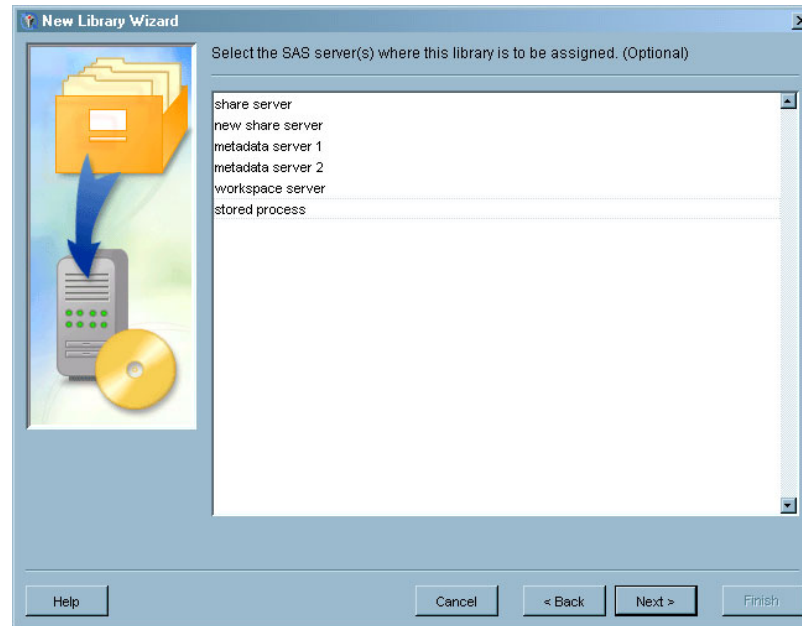 New Library Wizard
Select the SAS server(s) where this library is to be assigned. (Optional)
share server
new share server
metadata server 1
metadata server 2
workspace server
stored process
Help
Cancel
< Back
Next >
Finish